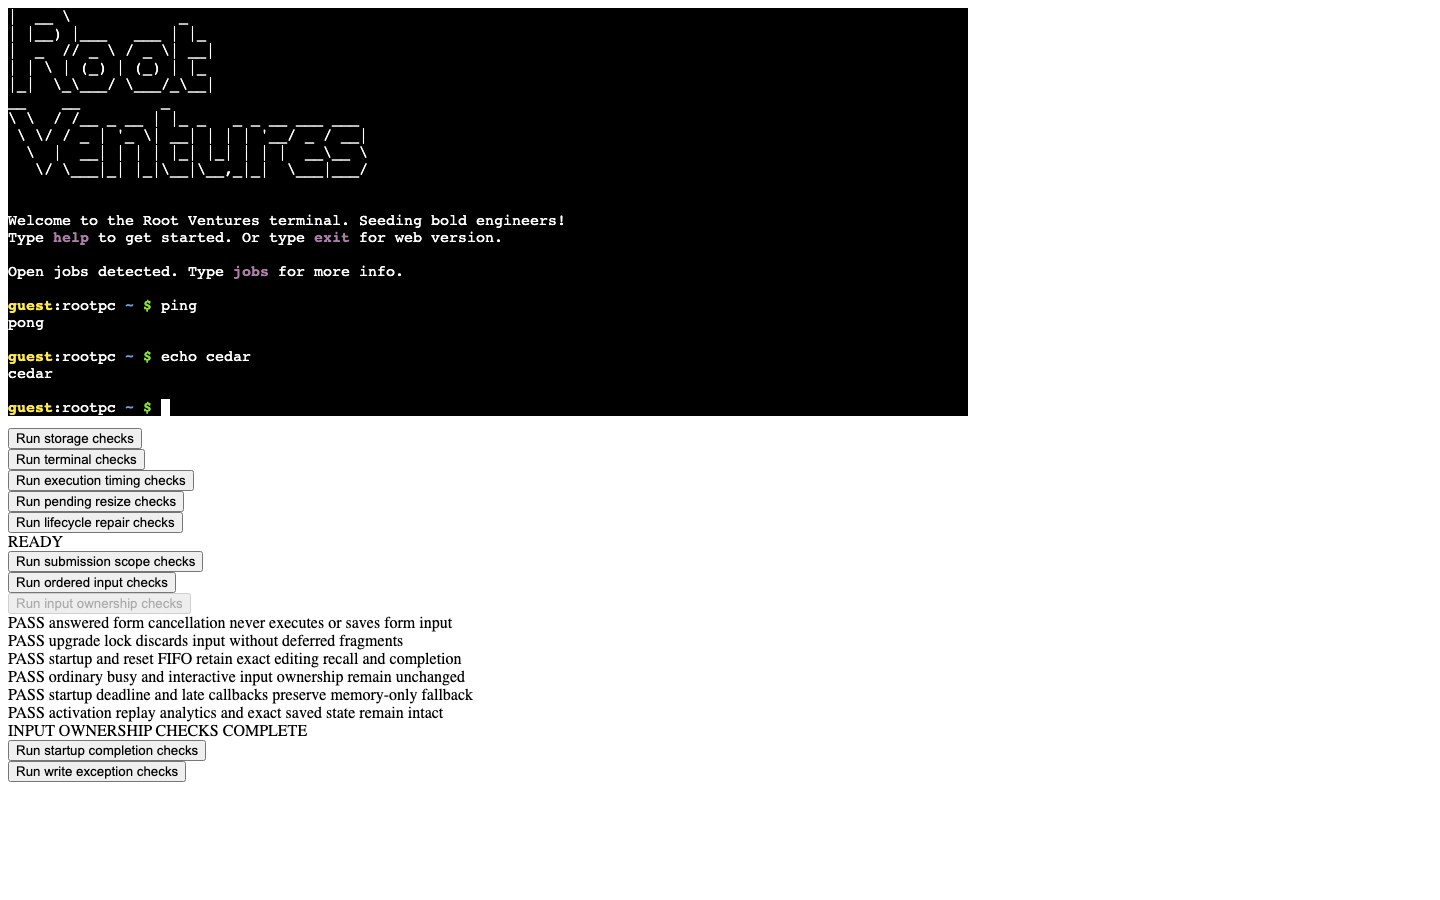 Root
Ventures
Welcome to the Root Ventures terminal. Seeding bold engineers!
Type help to get started. Or type exit for web version.
Open jobs detected. Type jobs for more info.
guest:rootpc ~ $ ping
pong
guest:rootpc ~ $ echo cedar
cedar
guest:rootpc ~ $
Run storage checks
Run terminal checks
Run execution timing checks
Run pending resize checks
Run lifecycle repair checks
READY
Run submission scope checks
Run ordered input checks
Run input ownership checks
PASS answered form cancellation never executes or saves form input
PASS upgrade lock discards input without deferred fragments
PASS startup and reset FIFO retain exact editing recall and completion
PASS ordinary busy and interactive input ownership remain unchanged
PASS startup deadline and late callbacks preserve memory-only fallback
PASS activation replay analytics and exact saved state remain intact
INPUT OWNERSHIP CHECKS COMPLETE
Run startup completion checks
Run write exception checks